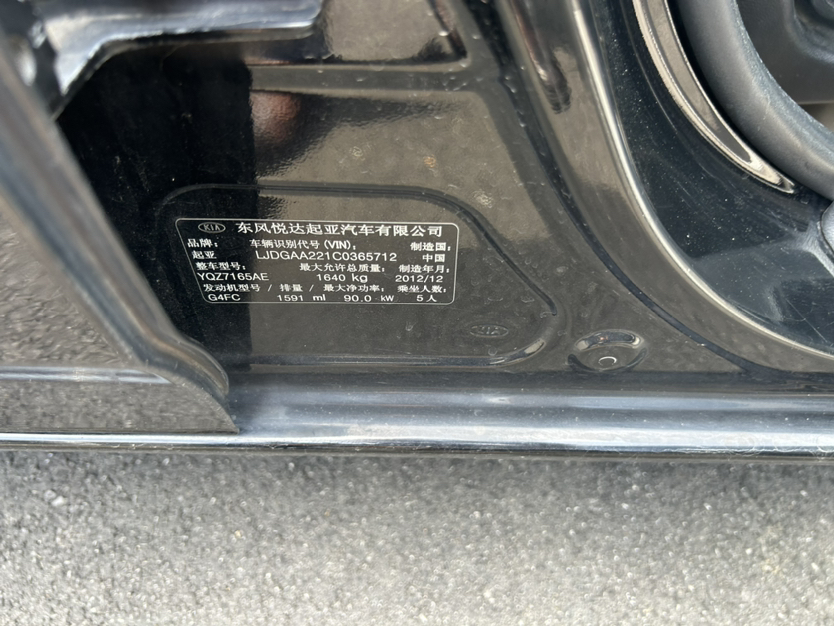 KIA 东风悦达起亚汽车有限公司
品牌: 车辆识别代号(VIN): 制造国:
起亚 LJDGAA221C0365712 中国
整车型号: 最大允许总质量: 制造年月:
YQZ7165AE 1640 kg 2012/12
发动机型号 / 排量 / 最大净功率: 乘坐人数:
G4FC 1591 ml 90.0 kW 5人
KIA